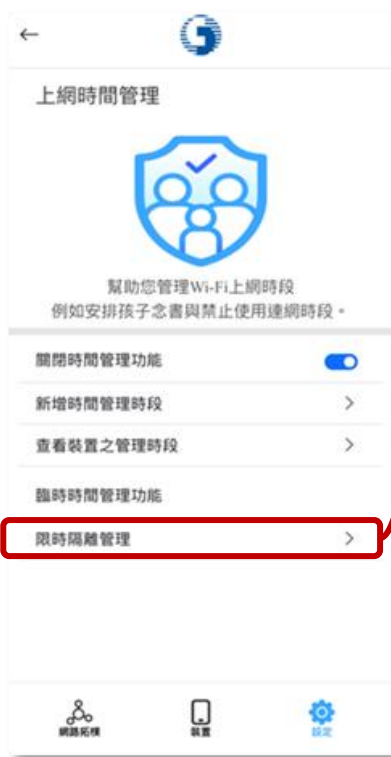 上網時間管理
幫助您管理Wi-Fi上網時段
例如安排孩子念書與禁止使用連網時段。
關閉時間管理功能
新增時間管理時段
查看裝置之管理時段
臨時時間管理功能
限時隔離管理
網路拓樸 裝置 設定